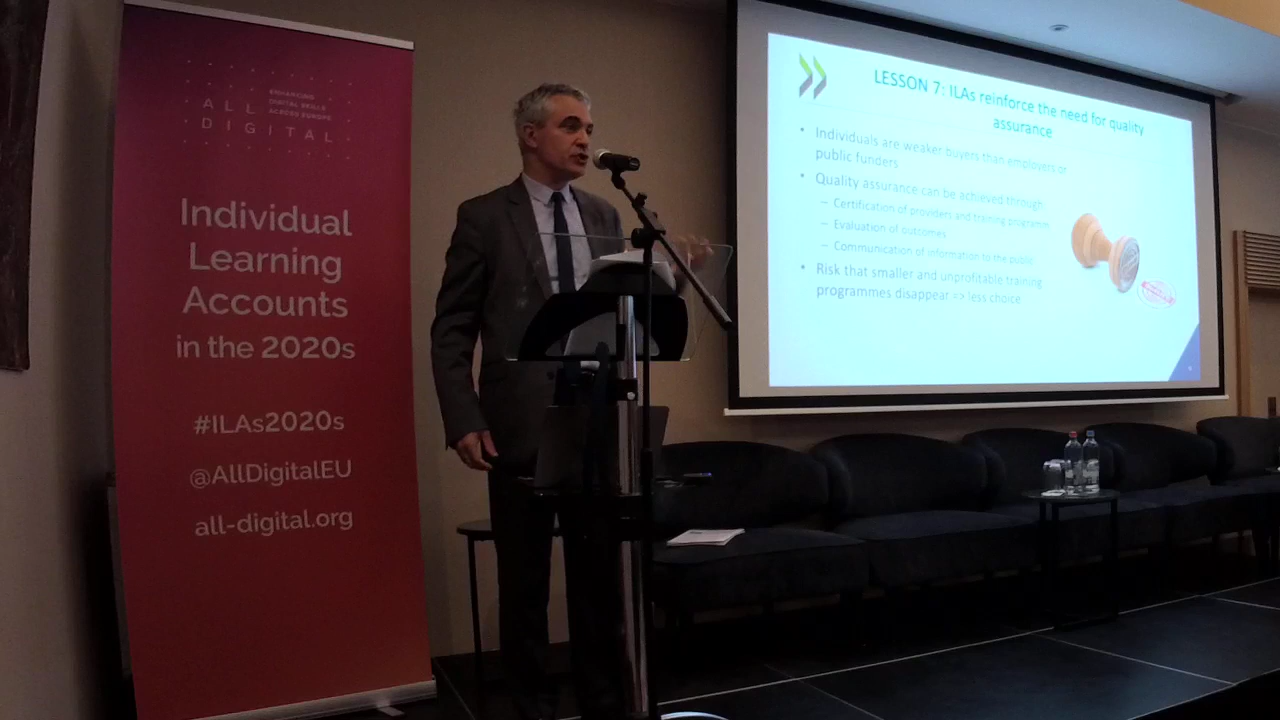 ALL
DIGITAL
ENHANCING
DIGITAL SKILLS
ACROSS EUROPE
Individual
Learning
Accounts
in the 2020s
#ILAs2020s
@AllDigitalEU
all-digital.org
LESSON 7: ILAs reinforce the need for quality
assurance
• Individuals are weaker buyers than employers or
public funders
• Quality assurance can be achieved through:
– Certification of providers and training programme
– Evaluation of outcomes
– Communication of information to the public
• Risk that smaller and unprofitable training
programmes disappear => less choice